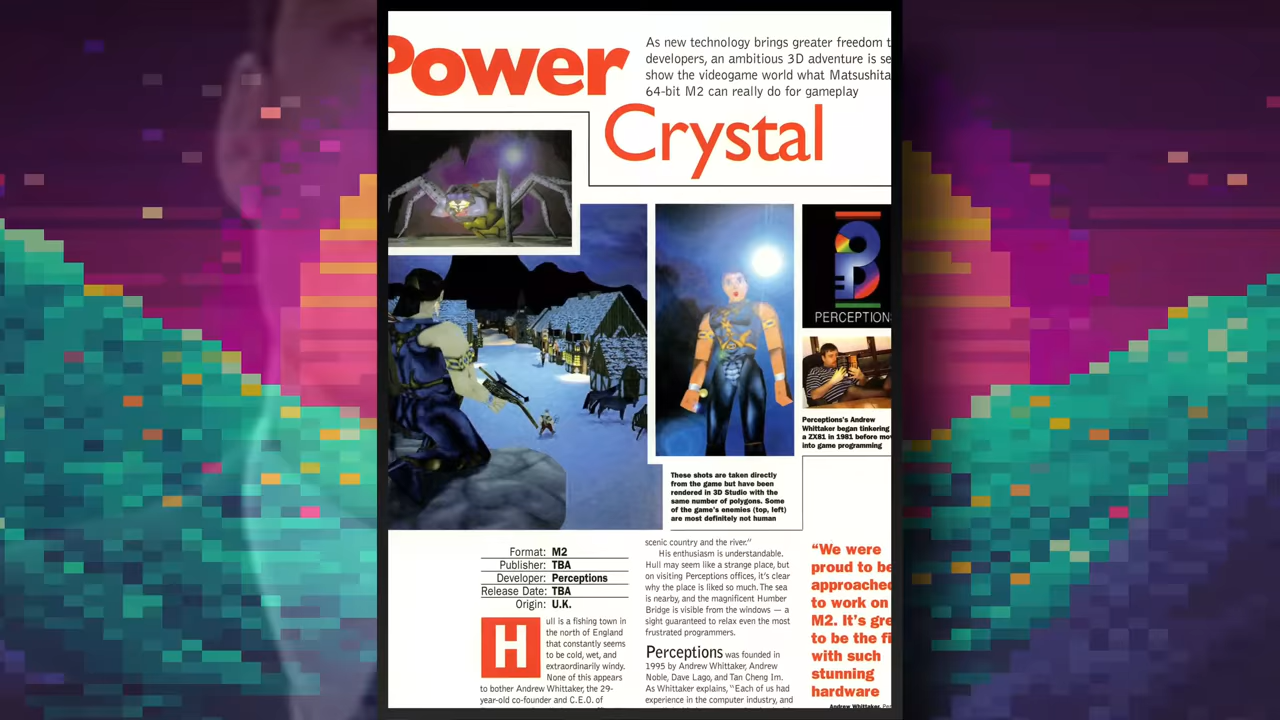 Power
Crystal
As new technology brings greater freedom t
developers, an ambitious 3D adventure is se
show the videogame world what Matsushita
64-bit M2 can really do for gameplay
PERCEPTION
Perceptions's Andrew
Whittaker began tinkering
a ZX81 in 1981 before mov
into game programming
These shots are taken directly
from the game but have been
rendered in 3D Studio with the
same number of polygons. Some
of the game's enemies (top, left)
are most definitely not human
Format: M2
Publisher: TBA
Developer: Perceptions
Release Date: TBA
Origin: U.K.
Hull is a fishing town in
the north of England
that constantly seems
to be cold, wet, and
extraordinarily windy.
None of this appears
to bother Andrew Whittaker, the 29-
year-old co-founder and C.E.O. of
scenic country and the river."
His enthusiasm is understandable.
Hull may seem like a strange place, but
on visiting Perceptions offices, it's clear
why the place is liked so much. The sea
is nearby, and the magnificent Humber
Bridge is visible from the windows — a
sight guaranteed to relax even the most
frustrated programmers.
Perceptions was founded in
1995 by Andrew Whittaker, Andrew
Noble, Dave Lago, and Tan Cheng Im.
As Whittaker explains, "Each of us had
experience in the computer industry, and
"We were
proud to be
approached
to work on
M2. It's gre
to be the fi
with such
stunning
hardware
Andrew Whittaker, Per